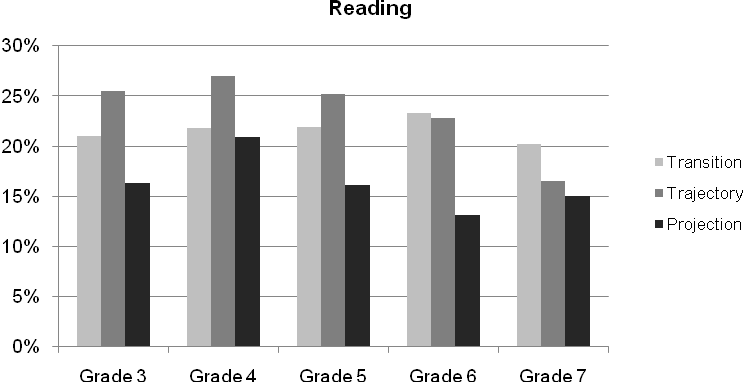 Reading
30%
25%
20%
15%
10%
5%
0%
Grade 3
Grade 4
Grade 5
Grade 6
Grade 7
Transition
Trajectory
Projection